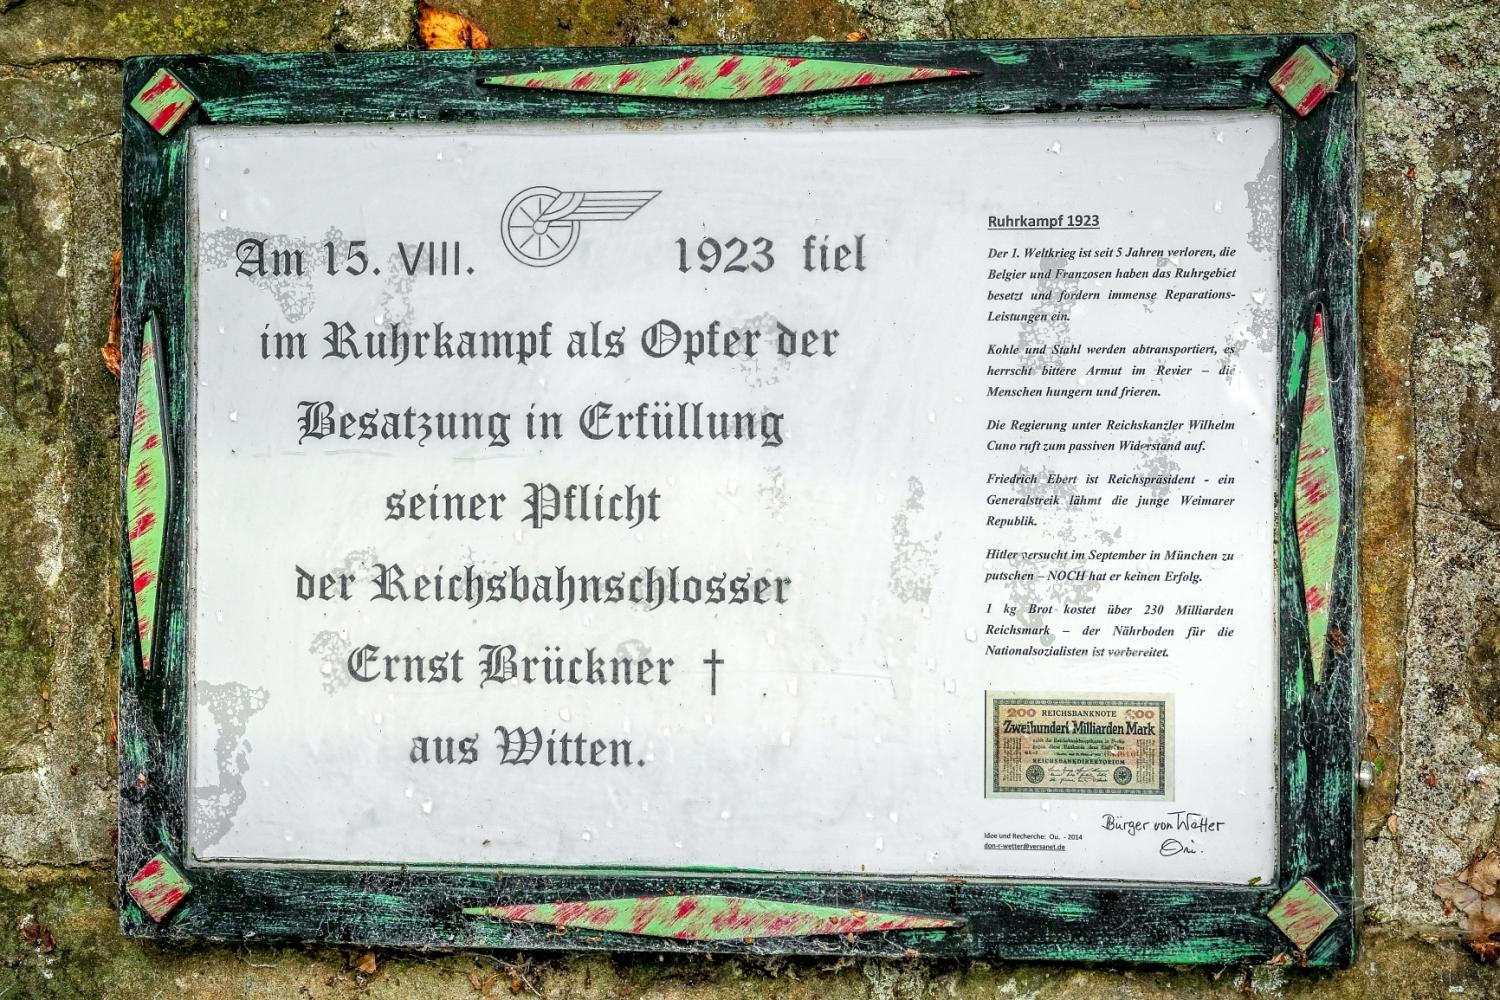 Am 15. VIII. 1923 fiel
im Ruhrkampf als Opfer der
Besatzung in Erfüllung
seiner Pflicht
der Reichsbahnschlosser
Ernst Brückner †
aus Witten.
Ruhrkampf 1923
Der 1. Weltkrieg ist seit 5 Jahren verloren, die
Belgier und Franzosen haben das Ruhrgebiet
besetzt und fordern immense Reparations-
Leistungen ein.
Kohle und Stahl werden abtransportiert, es
herrscht bittere Armut im Revier – die
Menschen hungern und frieren.
Die Regierung unter Reichskanzler Wilhelm
Cuno ruft zum passiven Widerstand auf.
Friedrich Ebert ist Reichspräsident - ein
Generalstreik lähmt die junge Weimarer
Republik.
Hitler versucht im September in München zu
putschen – NOCH hat er keinen Erfolg.
1 kg Brot kostet über 230 Milliarden
Reichsmark – der Nährboden für die
Nationalsozialisten ist vorbereitet.
200 REICHSBANKNOTE 200
Zweihundert Milliarden Mark
REICHSBANKDIREKTORIUM
Bürger von Wetter
Idee und Recherche: Ou. - 2014
don-r-wetter@versanet.de